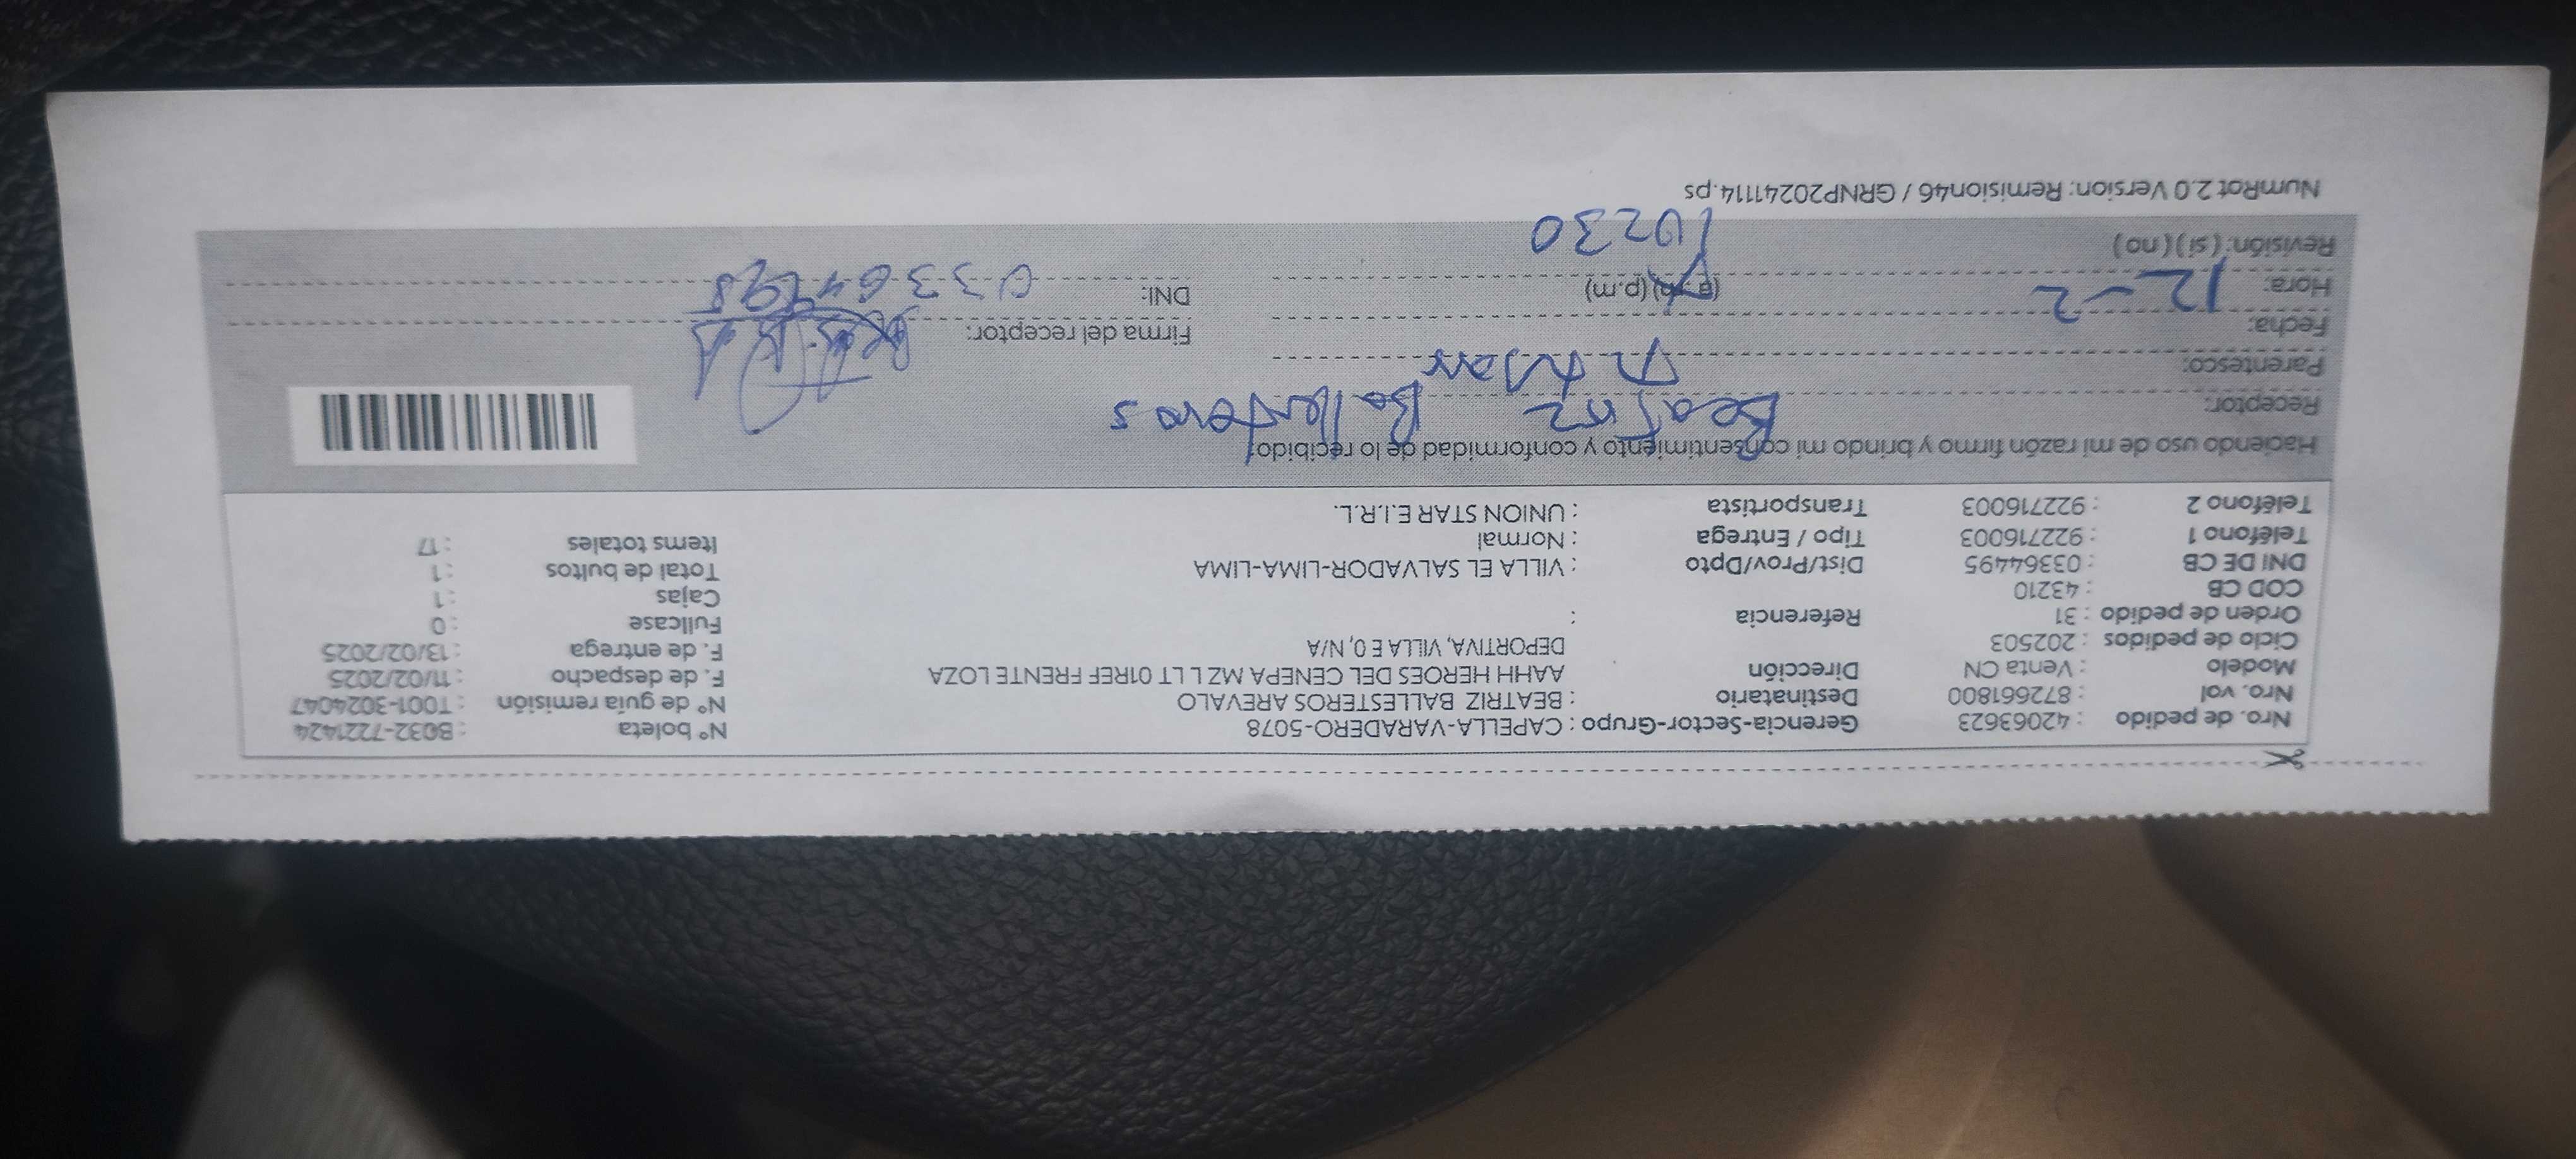 Nro. de pedido : 42063623 Gerencia-Sector-Grupo : CAPELLA-VARADERO-5078 N° boleta : B032-7221424
Nro. vol : 872661800 Destinatario : BEATRIZ BALLESTEROS AREVALO N° de guía remisión : T001-3024047
Modelo : Venta CN Dirección AAHH HEROES DEL CENEPA MZ L LT 01REF FRENTE LOZA F. de despacho : 11/02/2025
Ciclo de pedidos : 202503 DEPORTIVA, VILLA E 0, N/A F. de entrega : 13/02/2025
Orden de pedido : 31 Referencia : Fullcase : 0
COD CB : 43210 Cajas : 1
DNI DE CB : 03364495 Dist/Prov/Dpto : VILLA EL SALVADOR-LIMA-LIMA Total de bultos : 1
Teléfono 1 : 922716003 Tipo / Entrega : Normal Items totales : 17
Teléfono 2 : 922716003 Transportista : UNION STAR E.I.R.L.
Haciendo uso de mi razón firmo y brindo mi consentimiento y conformidad de lo recibido:
Receptor: Beatriz Ballesteros
Parentesco:
Fecha: 12-2 Firma del receptor:
Hora: (a.m) (p.m) DNI:
Revisión: ( si ) ( no ) 10230
NumRot 2.0 Version: Remision46 / GRNP20241114.ps